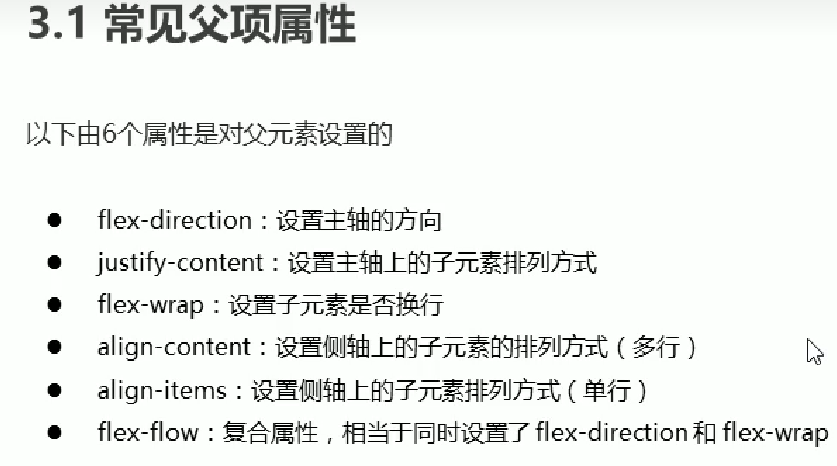 3.1 常见父项属性
以下由6个属性是对父元素设置的
● flex-direction：设置主轴的方向
● justify-content：设置主轴上的子元素排列方式
● flex-wrap：设置子元素是否换行
● align-content：设置侧轴上的子元素的排列方式（多行）
● align-items：设置侧轴上的子元素排列方式（单行）
● flex-flow：复合属性，相当于同时设置了 flex-direction 和 flex-wrap